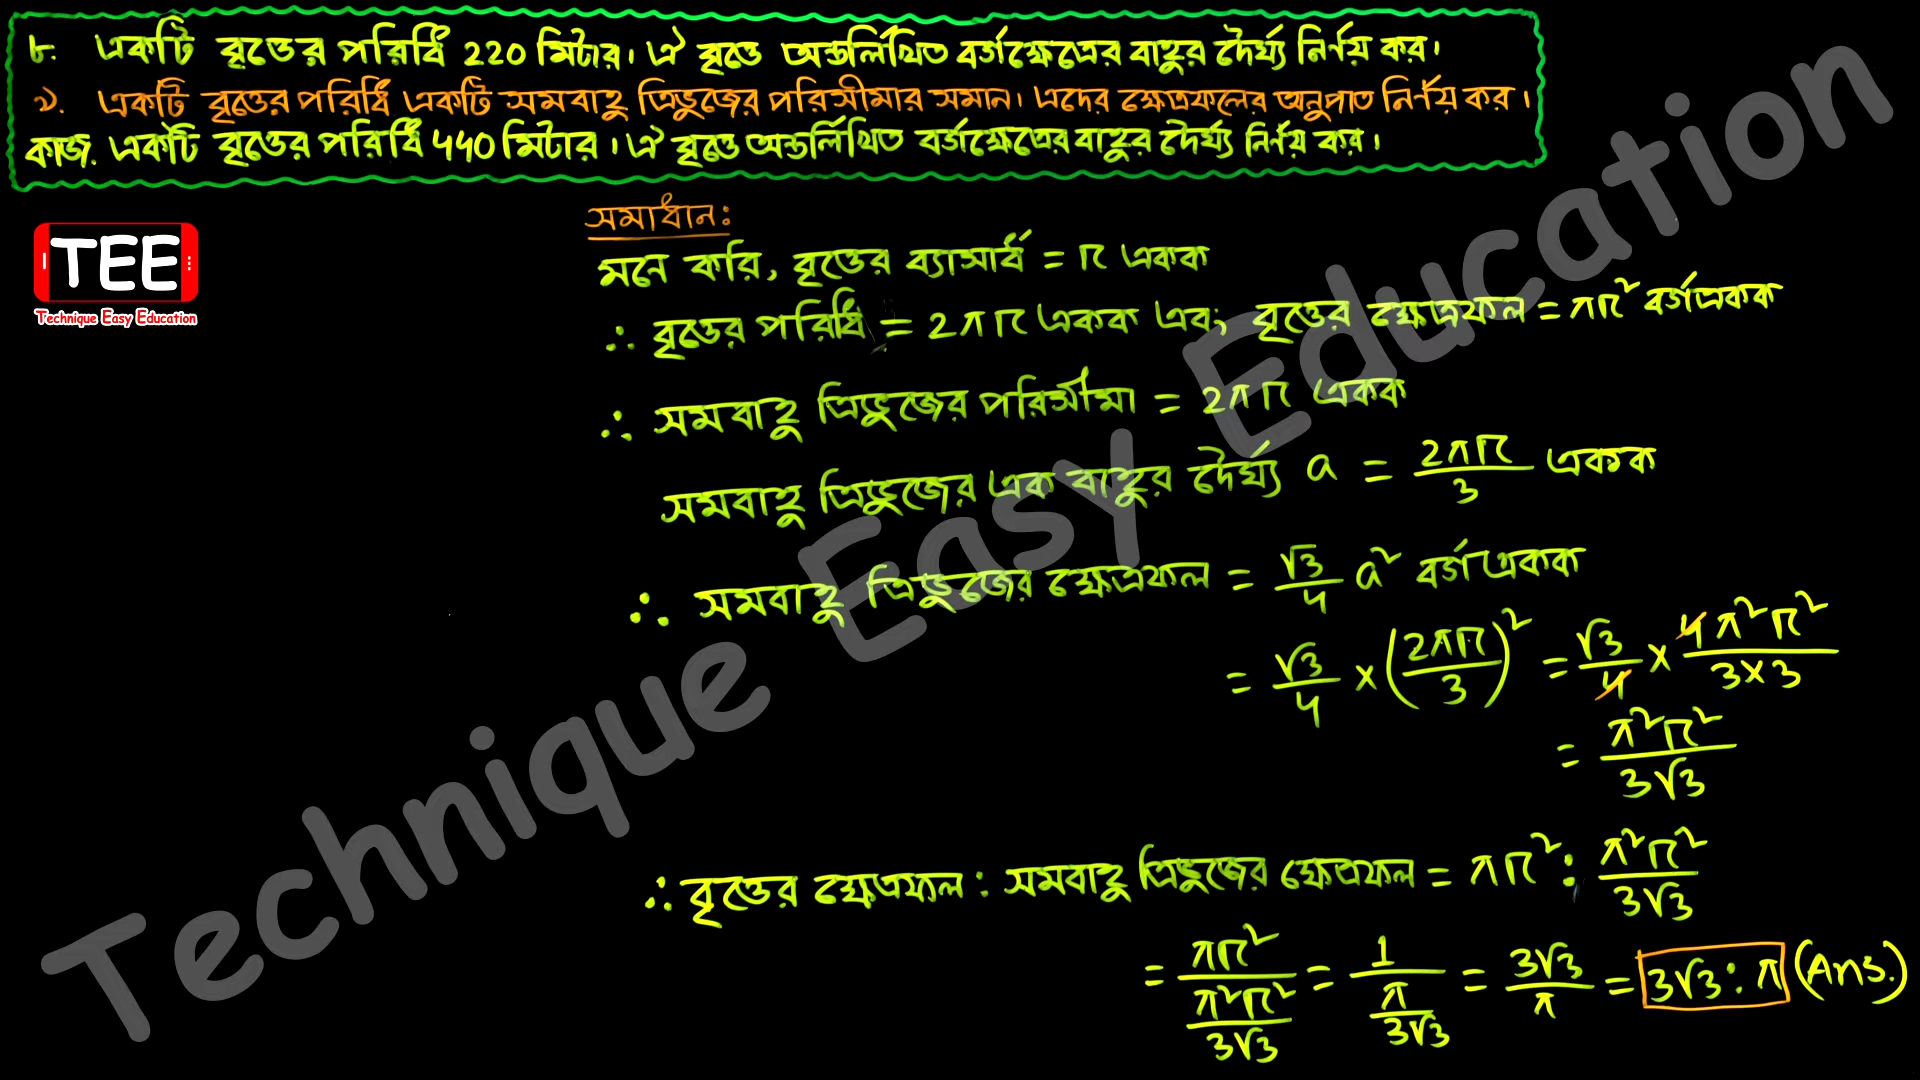 ৮. একটি বৃত্তের পরিধি 220 মিটার। ঐ বৃত্তে অন্তর্লিখিত বর্গক্ষেত্রের বাহুর দৈর্ঘ্য নির্ণয় কর।
৯. একটি বৃত্তের পরিধি একটি সমবাহু ত্রিভুজের পরিসীমার সমান। এদের ক্ষেত্রফলের অনুপাত নির্ণয় কর।
কাজ. একটি বৃত্তের পরিধি 440 মিটার। ঐ বৃত্তে অন্তর্লিখিত বর্গক্ষেত্রের বাহুর দৈর্ঘ্য নির্ণয় কর।
TEE
Technique Easy Education
সমাধান:
মনে করি, বৃত্তের ব্যাসার্ধ = r একক
∴ বৃত্তের পরিধি = 2πr একক এবং বৃত্তের ক্ষেত্রফল = πr² বর্গ একক
∴ সমবাহু ত্রিভুজের পরিসীমা = 2πr একক
সমবাহু ত্রিভুজের এক বাহুর দৈর্ঘ্য a = 2πr/3 একক
∴ সমবাহু ত্রিভুজের ক্ষেত্রফল = √3/4 a² বর্গ একক
= √3/4 × (2πr/3)² = √3/4 × 4π²r²/3×3
= π²r²/3√3
∴ বৃত্তের ক্ষেত্রফল : সমবাহু ত্রিভুজের ক্ষেত্রফল = πr² : π²r²/3√3
= πr²/(π²r²/3√3) = 1/(π/3√3) = 3√3/π = 3√3 : π (Ans.)
Technique Easy Education